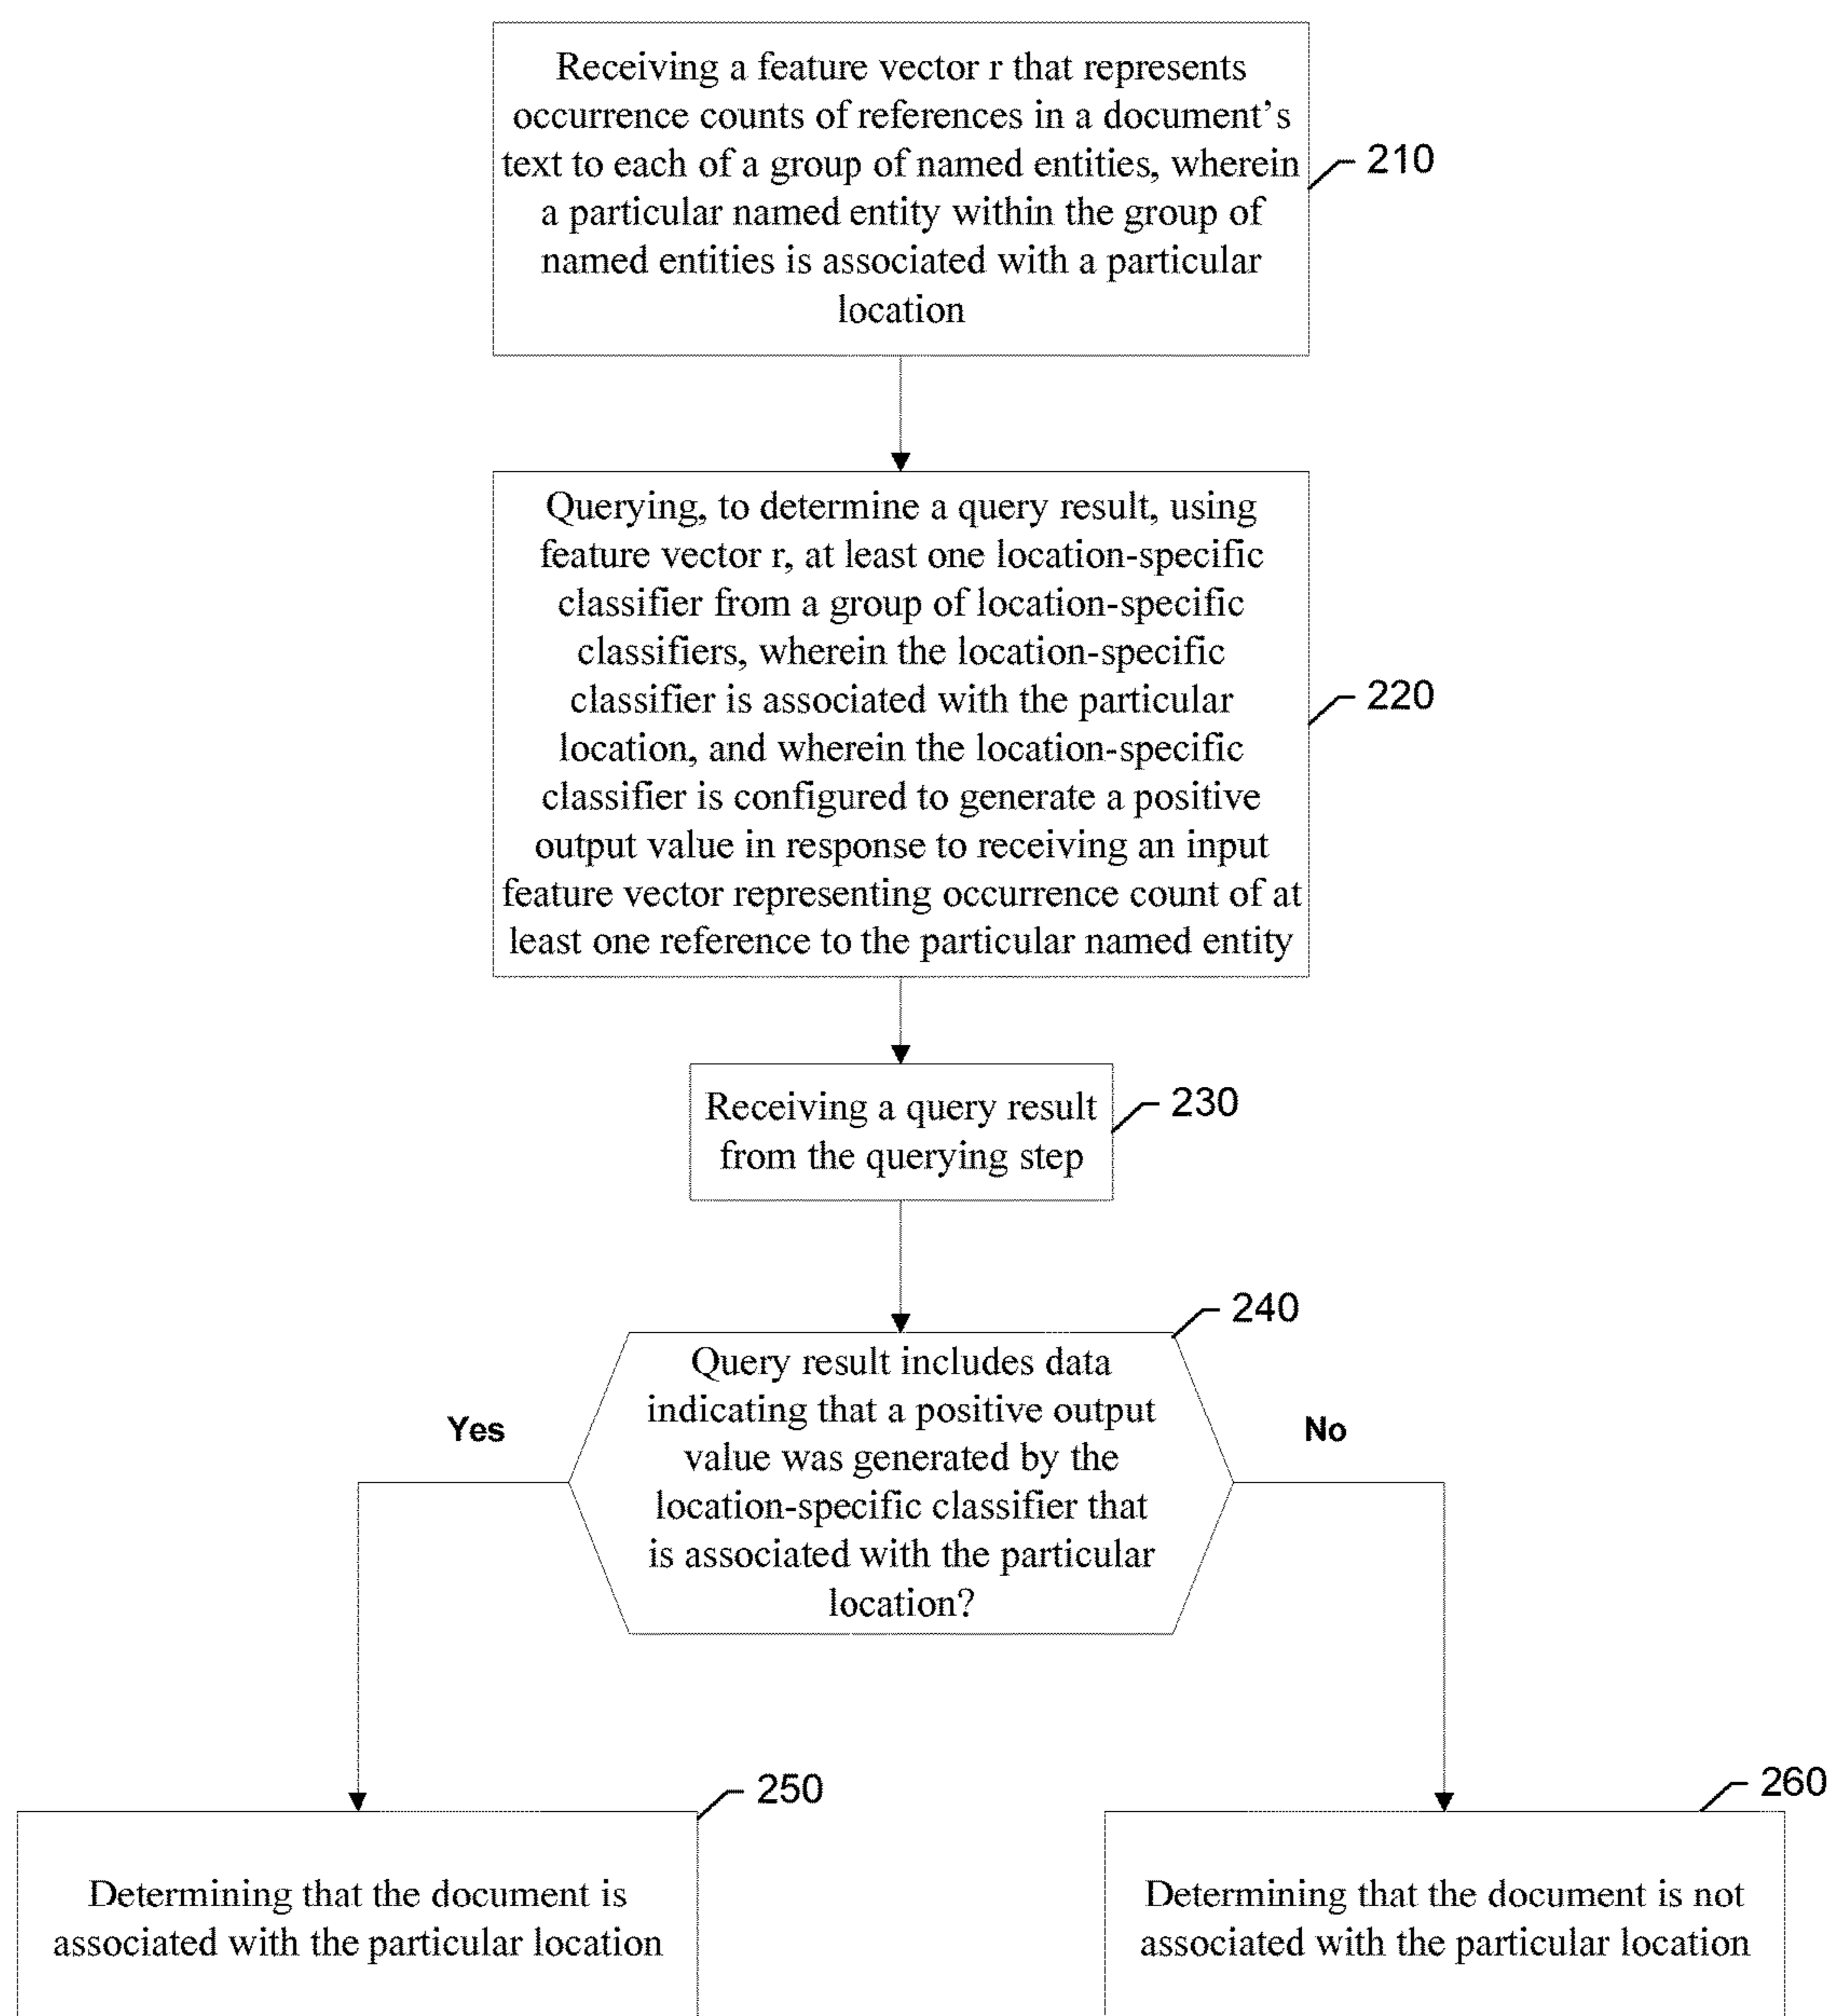 Receiving a feature vector r that represents
occurrence counts of references in a document's
text to each of a group of named entities, wherein
a particular named entity within the group of
named entities is associated with a particular
location
210
Querying, to determine a query result, using
feature vector r, at least one location-specific
classifier from a group of location-specific
classifiers, wherein the location-specific
classifier is associated with the particular
location, and wherein the location-specific
classifier is configured to generate a positive
output value in response to receiving an input
feature vector representing occurrence count of at
least one reference to the particular named entity
220
Receiving a query result
from the querying step
230
240
Query result includes data
indicating that a positive output
value was generated by the
location-specific classifier that
is associated with the particular
location?
Yes
No
250
Determining that the document is
associated with the particular location
260
Determining that the document is not
associated with the particular location